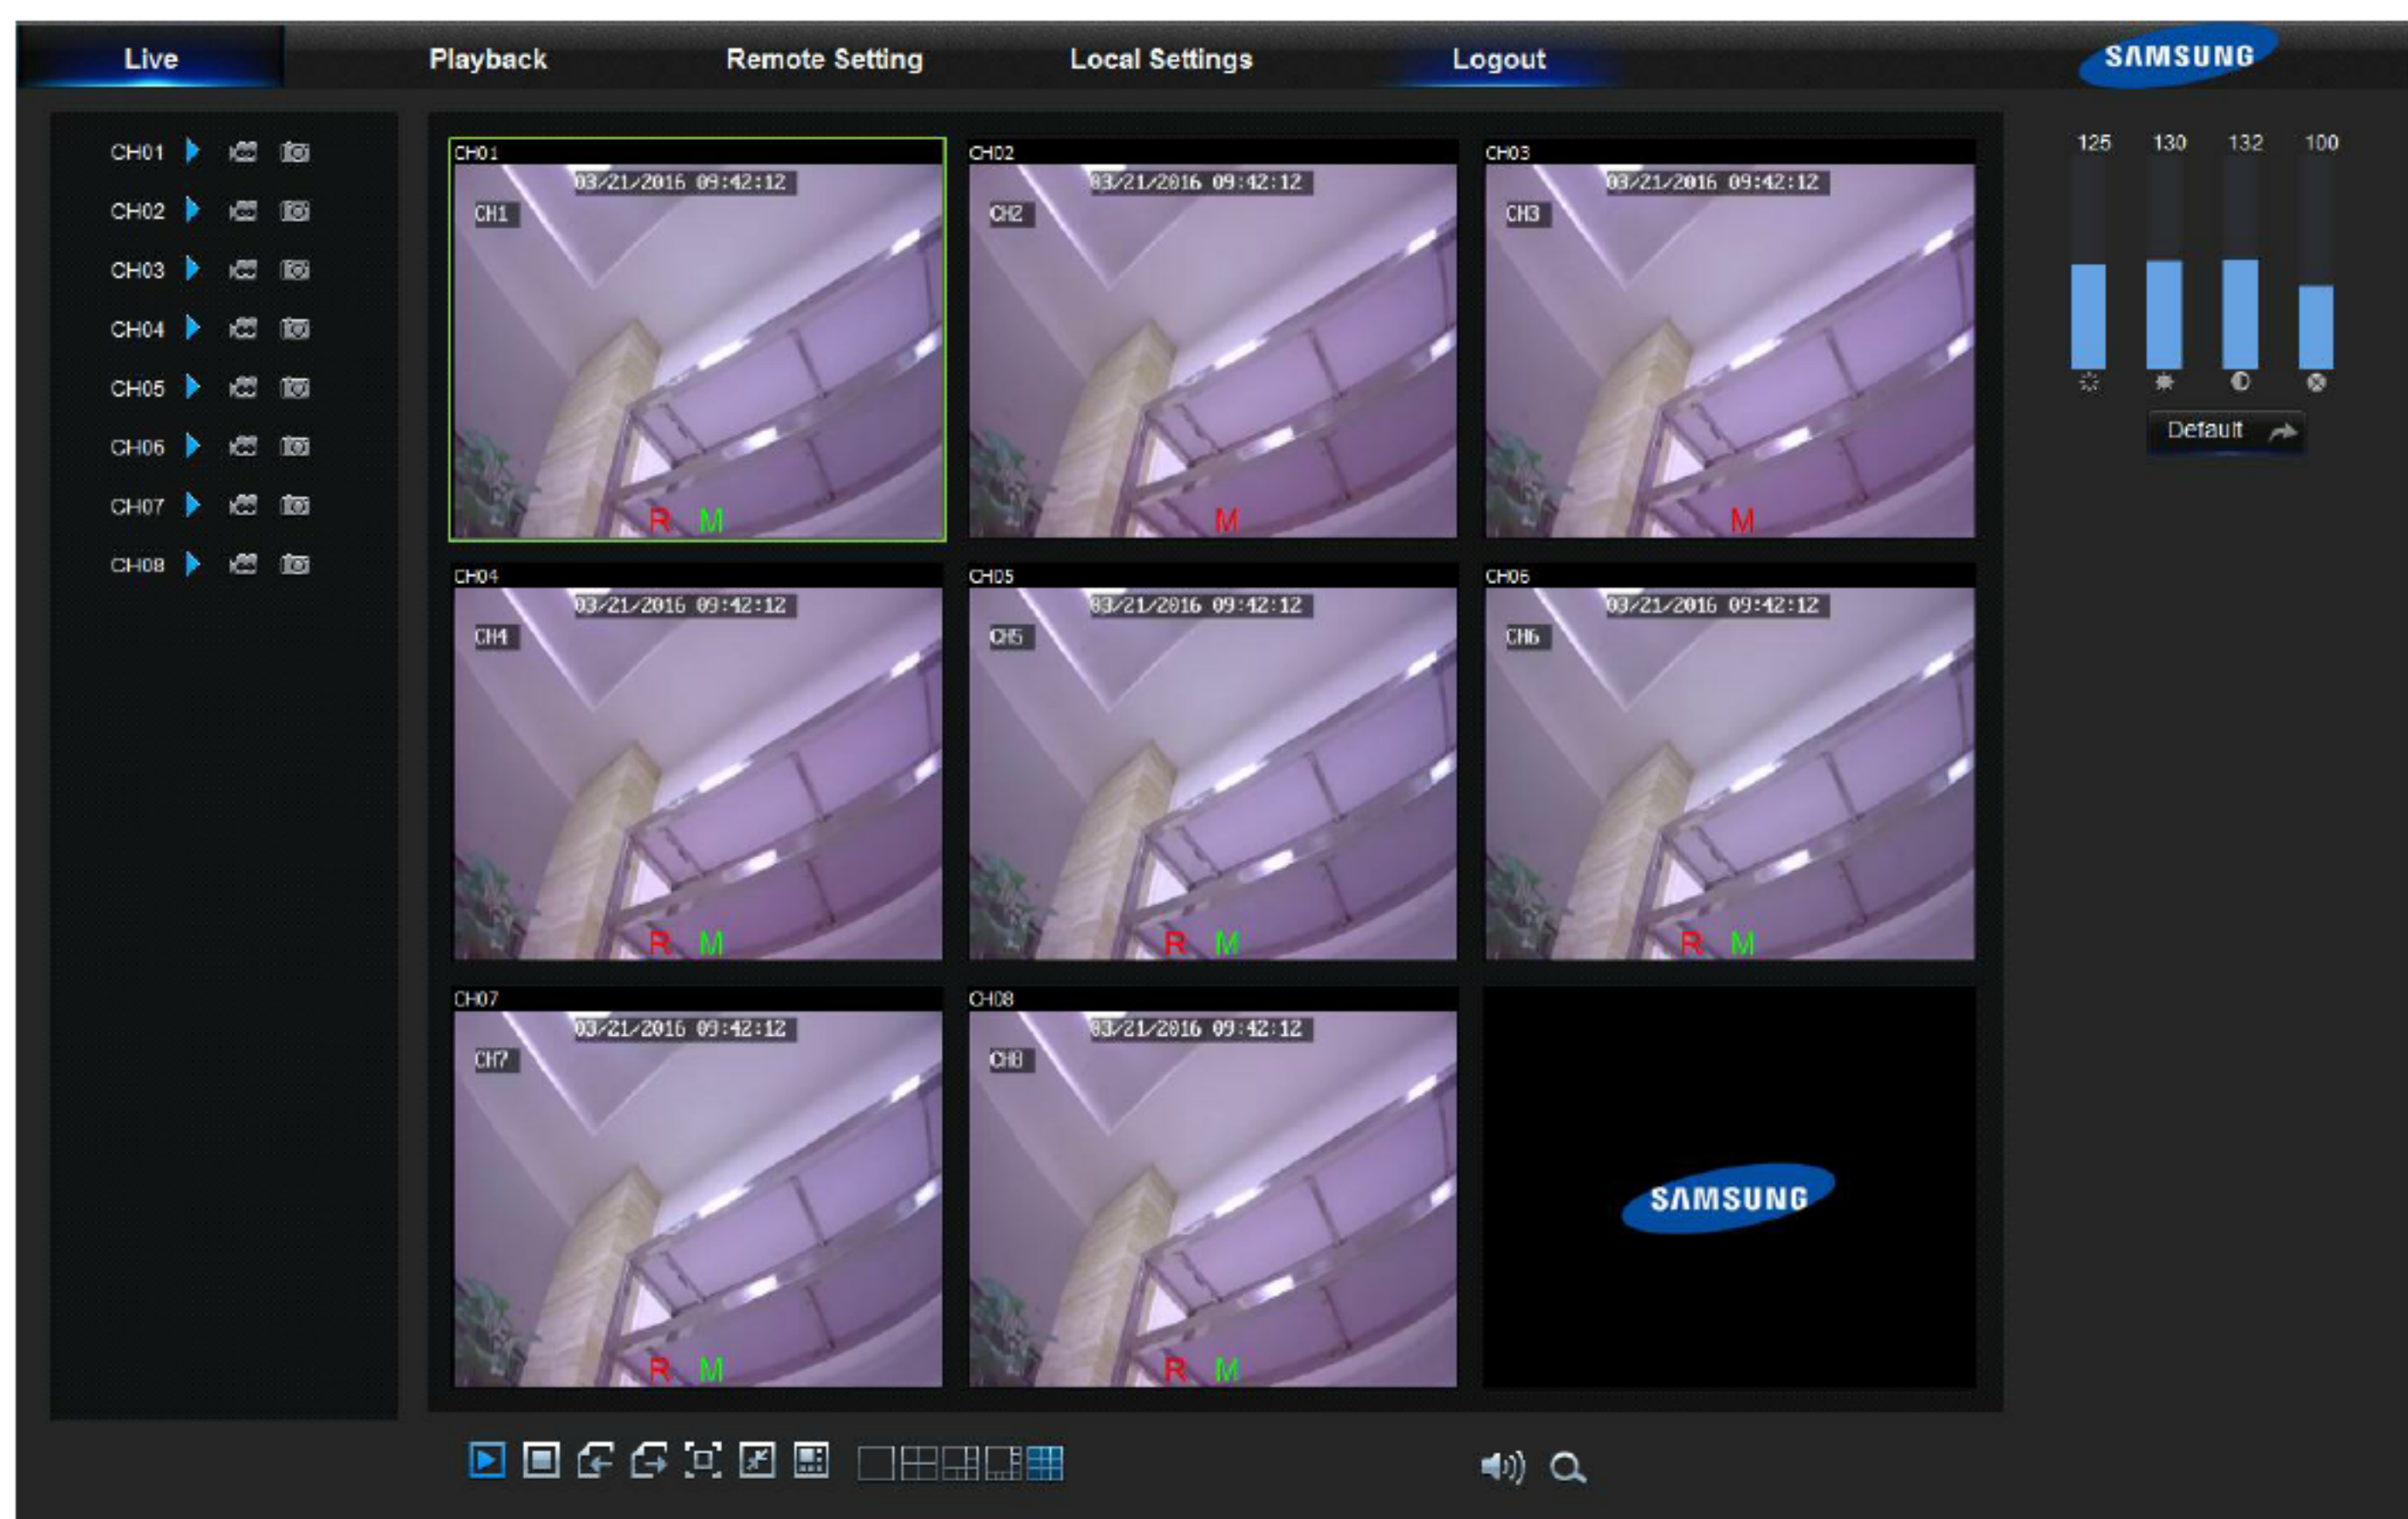 Live Playback Remote Setting Local Settings Logout SAMSUNG
CH01
CH02
CH03
CH04
CH05
CH06
CH07
CH08
CH01 CH02 CH03
03/21/2016 09:42:12 03/21/2016 09:42:12 03/21/2016 09:42:12
CH1 CH2 CH3
R M M M
CH04 CH05 CH06
03/21/2016 09:42:12 03/21/2016 09:42:12 03/21/2016 09:42:12
CH4 CH5 CH6
R M R M R M
CH07 CH08
03/21/2016 09:42:12 03/21/2016 09:42:12
CH7 CH8
R M R M
SAMSUNG
125 130 132 100
Default